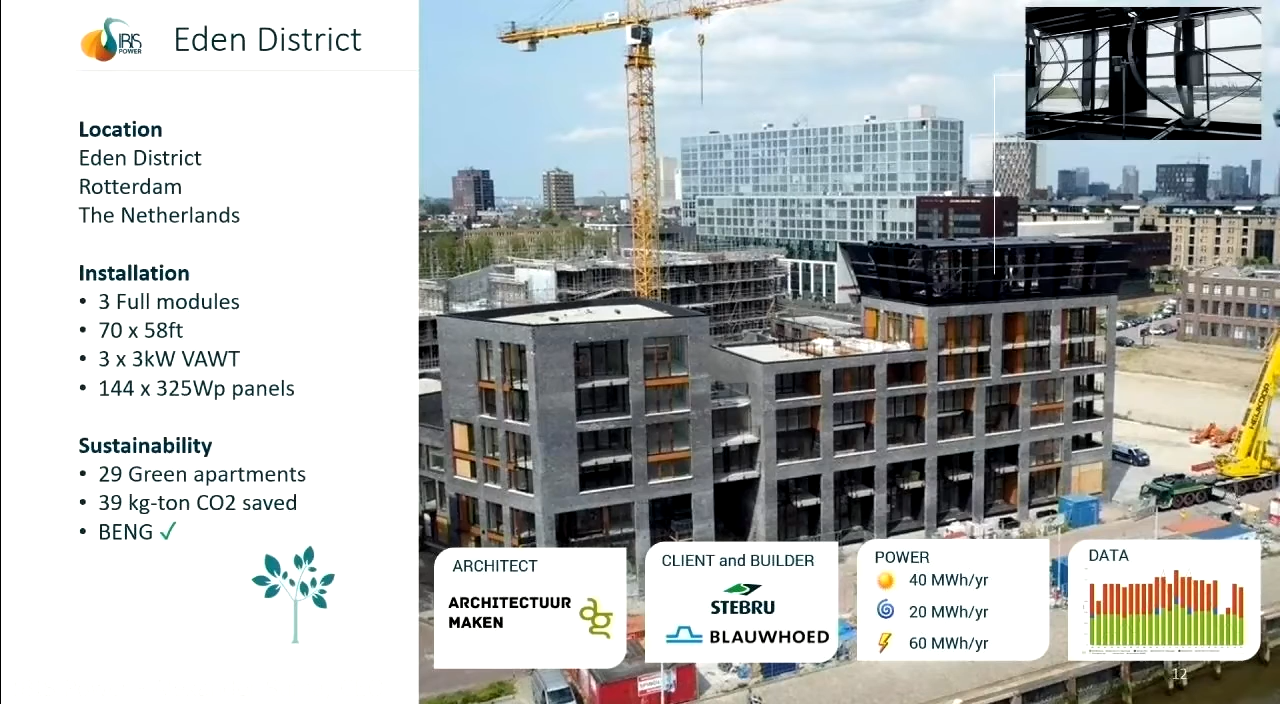 IRIS
POWER
Eden District
Location
Eden District
Rotterdam
The Netherlands
Installation
• 3 Full modules
• 70 x 58ft
• 3 x 3kW VAWT
• 144 x 325Wp panels
Sustainability
• 29 Green apartments
• 39 kg-ton CO2 saved
• BENG ✓
ARCHITECT
ARCHITECTUUR
MAKEN
CLIENT and BUILDER
STEBRU
BLAUWHOED
POWER
40 MWh/yr
20 MWh/yr
60 MWh/yr
DATA
12